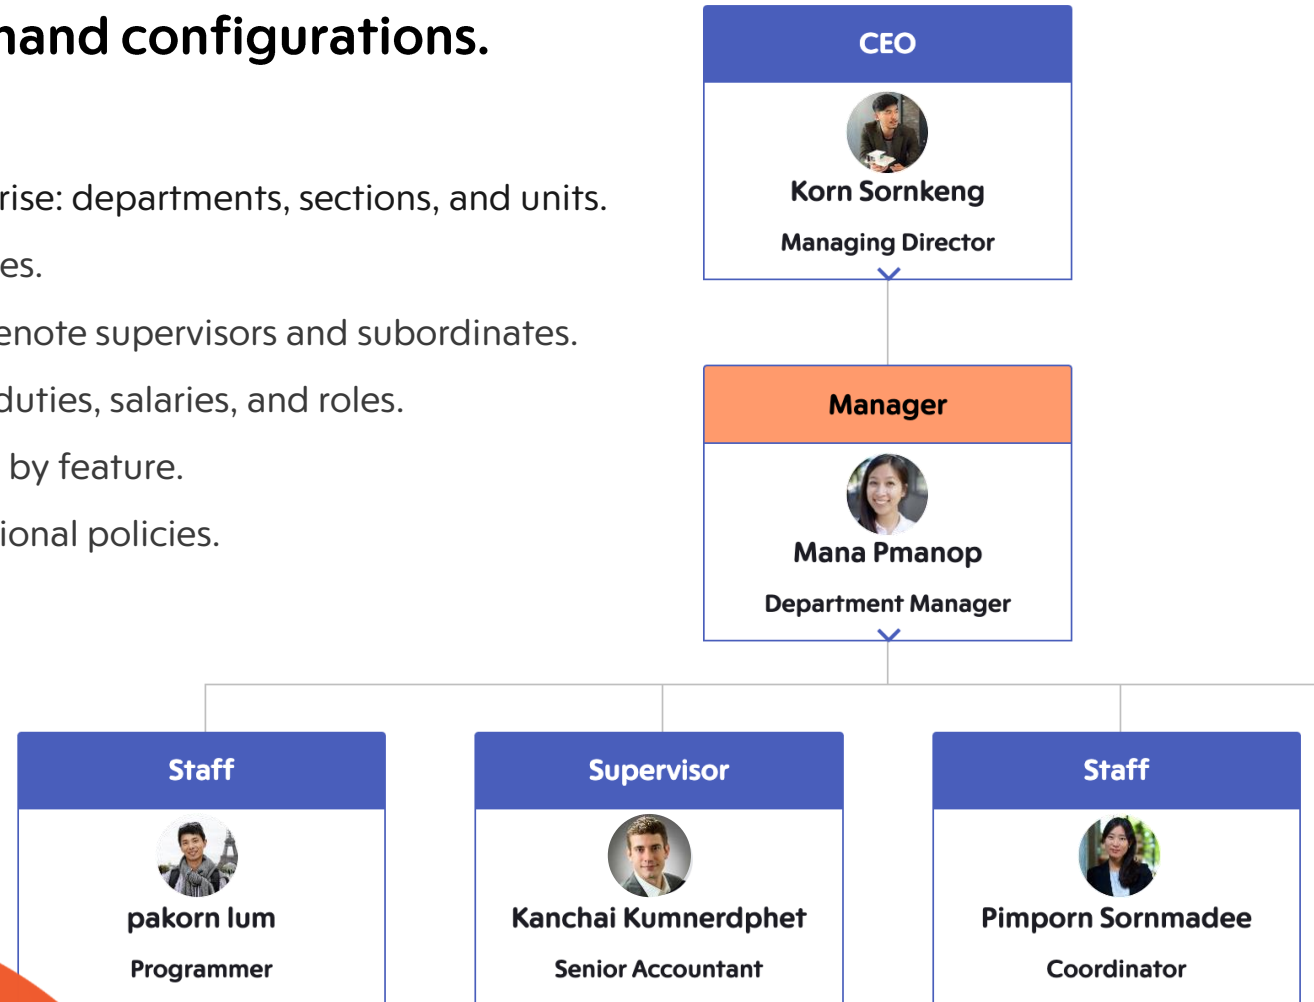 hand configurations.
rise: departments, sections, and units.
es.
enote supervisors and subordinates.
duties, salaries, and roles.
by feature.
ional policies.
CEO
Korn Sornkeng
Managing Director
Manager
Mana Pmanop
Department Manager
Staff
pakorn lum
Programmer
Supervisor
Kanchai Kumnerdphet
Senior Accountant
Staff
Pimporn Sornmadee
Coordinator